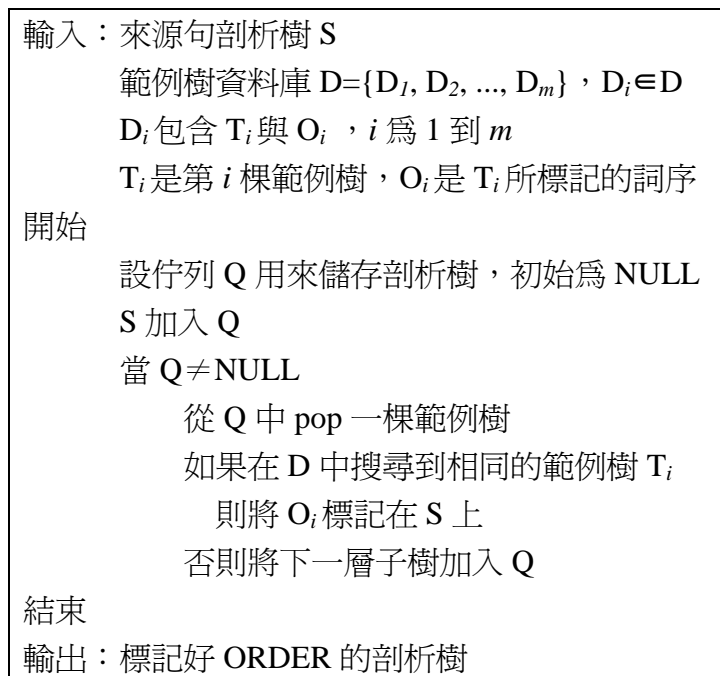 輸入：來源句剖析樹 S
範例樹資料庫 D={D1, D2, ..., Dm}，Di∈D
Di 包含 Ti 與 Oi ，i 為 1 到 m
Ti 是第 i 棵範例樹，Oi 是 Ti 所標記的詞序
開始
設佇列 Q 用來儲存剖析樹，初始為 NULL
S 加入 Q
當 Q≠NULL
從 Q 中 pop 一棵範例樹
如果在 D 中搜尋到相同的範例樹 Ti
則將 Oi 標記在 S 上
否則將下一層子樹加入 Q
結束
輸出：標記好 ORDER 的剖析樹